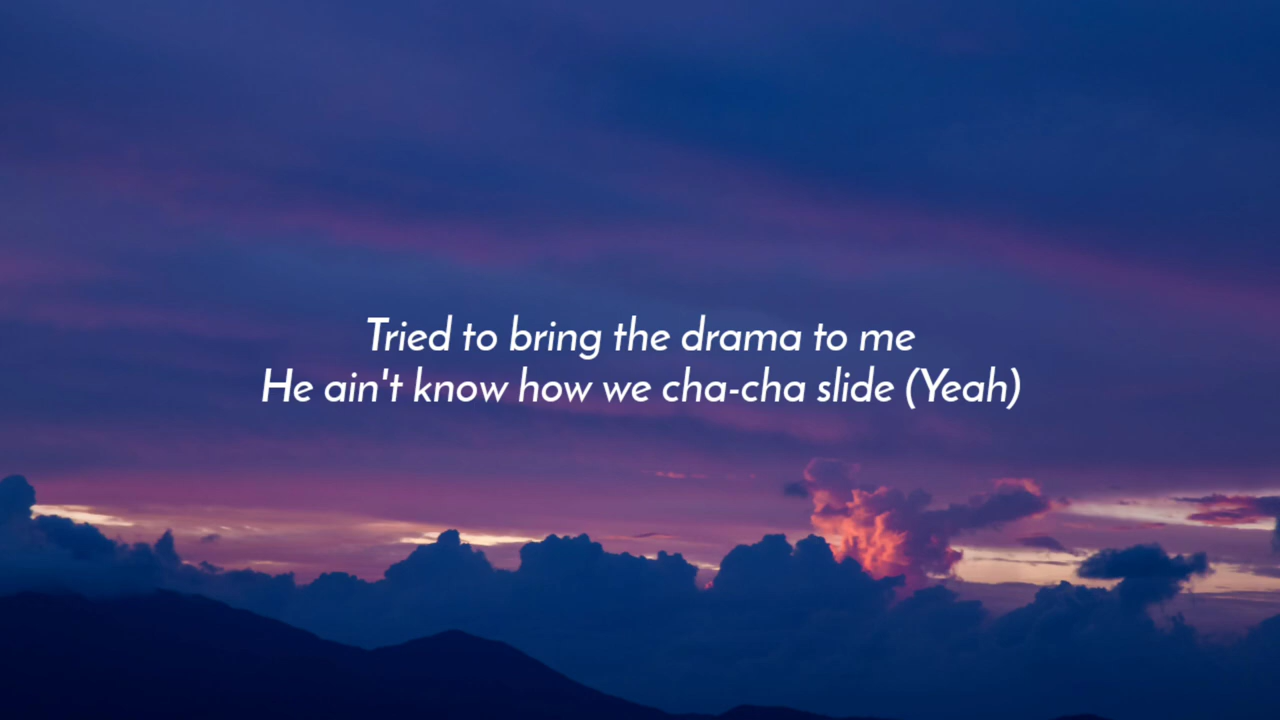 Tried to bring the drama to me
He ain't know how we cha-cha slide (Yeah)